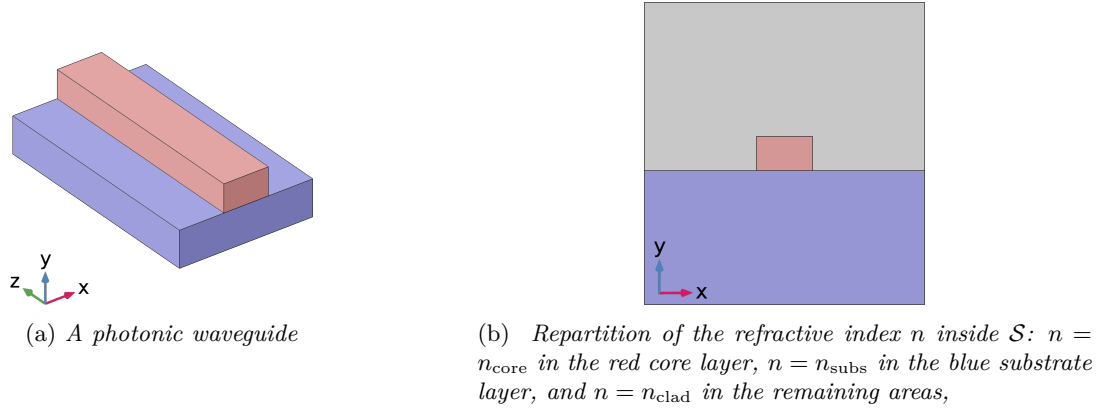 y
z
x
y
x
(a) A photonic waveguide
(b) Repartition of the refractive index n inside S: n =
n_core in the red core layer, n = n_subs in the blue substrate
layer, and n = n_clad in the remaining areas,